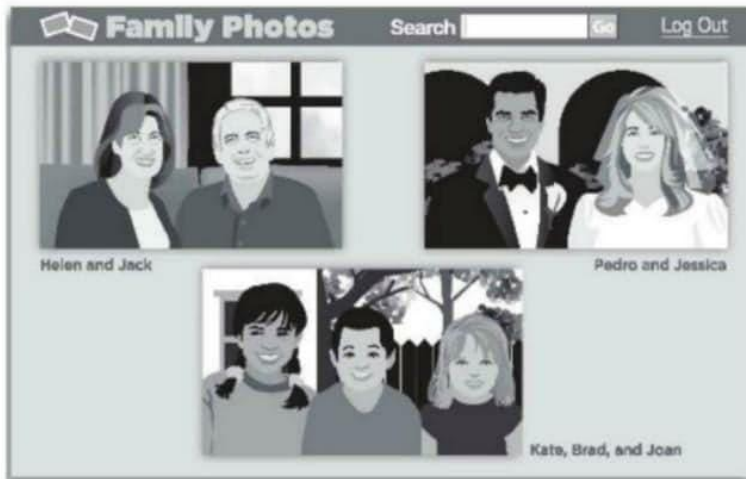 Family Photos
Search
Go
Log Out
Helen and Jack
Pedro and Jessica
Kate, Brad, and Joan